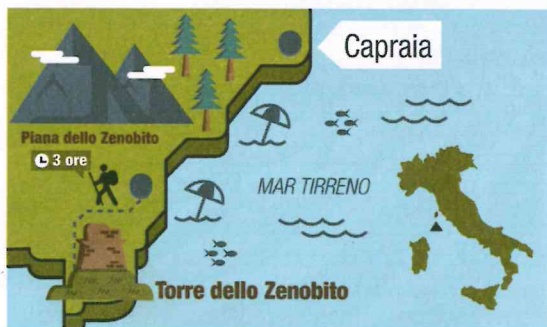 Capraia
Piana dello Zenobito
3 ore
MAR TIRRENO
Torre dello Zenobito